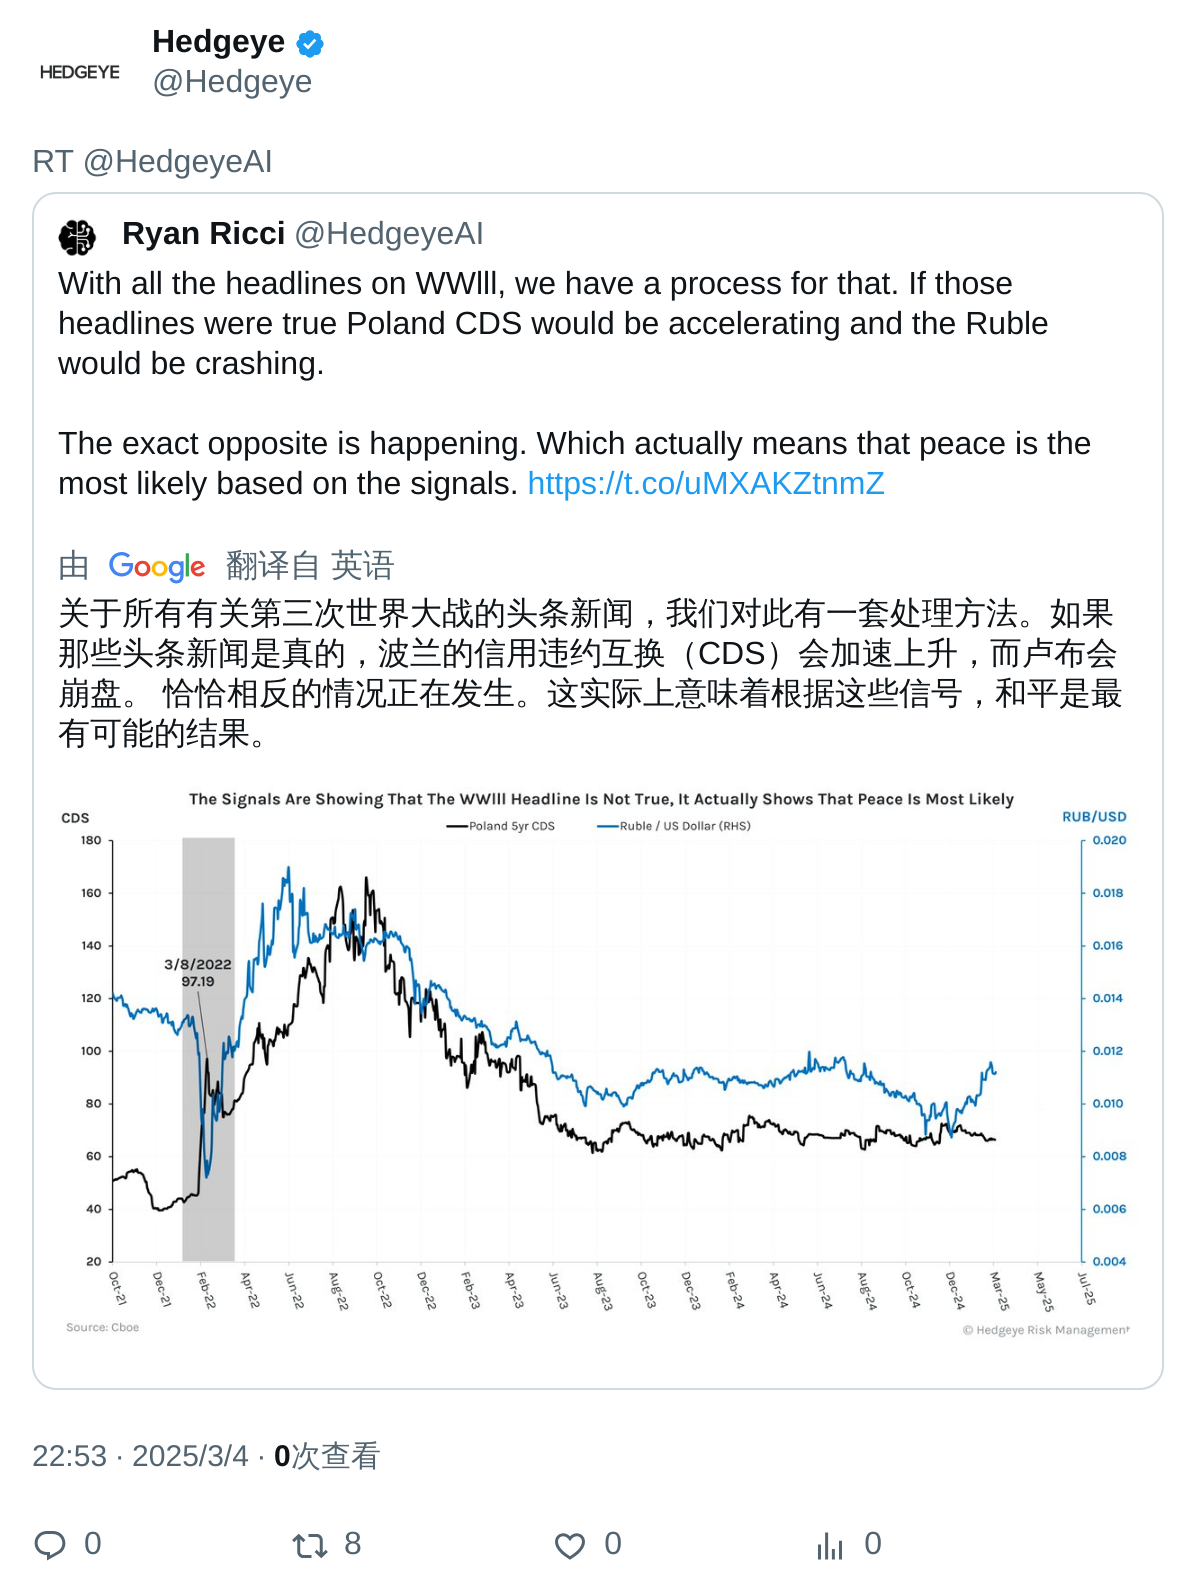 Hedgeye
HEDGEYE
@Hedgeye
RT @HedgeyeAI
Ryan Ricci @HedgeyeAI
With all the headlines on WWlll, we have a process for that. If those
headlines were true Poland CDS would be accelerating and the Ruble
would be crashing.
The exact opposite is happening. Which actually means that peace is the
most likely based on the signals. https://t.co/uMXAKZtnmZ
由 Google 翻译自 英语
关于所有有关第三次世界大战的头条新闻，我们对此有一套处理方法。如果
那些头条新闻是真的，波兰的信用违约互换（CDS）会加速上升，而卢布会
崩盘。 恰恰相反的情况正在发生。这实际上意味着根据这些信号，和平是最
有可能的结果。
The Signals Are Showing That The WWlll Headline Is Not True, It Actually Shows That Peace Is Most Likely
CDS
RUB/USD
Poland 5yr CDS
Ruble / US Dollar (RHS)
180
160
140
120
100
80
60
40
20
3/8/2022
97.19
0.020
0.018
0.016
0.014
0.012
0.010
0.008
0.006
0.004
Oct-21
Dec-21
Feb-22
Apr-22
Jun-22
Aug-22
Oct-22
Dec-22
Feb-23
Apr-23
Jun-23
Aug-23
Oct-23
Dec-23
Feb-24
Apr-24
Jun-24
Aug-24
Oct-24
Dec-24
Mar-25
May-25
Jul-25
Source: Cboe
© Hedgeye Risk Management
22:53 · 2025/3/4 · 0次查看
0
8
0
0